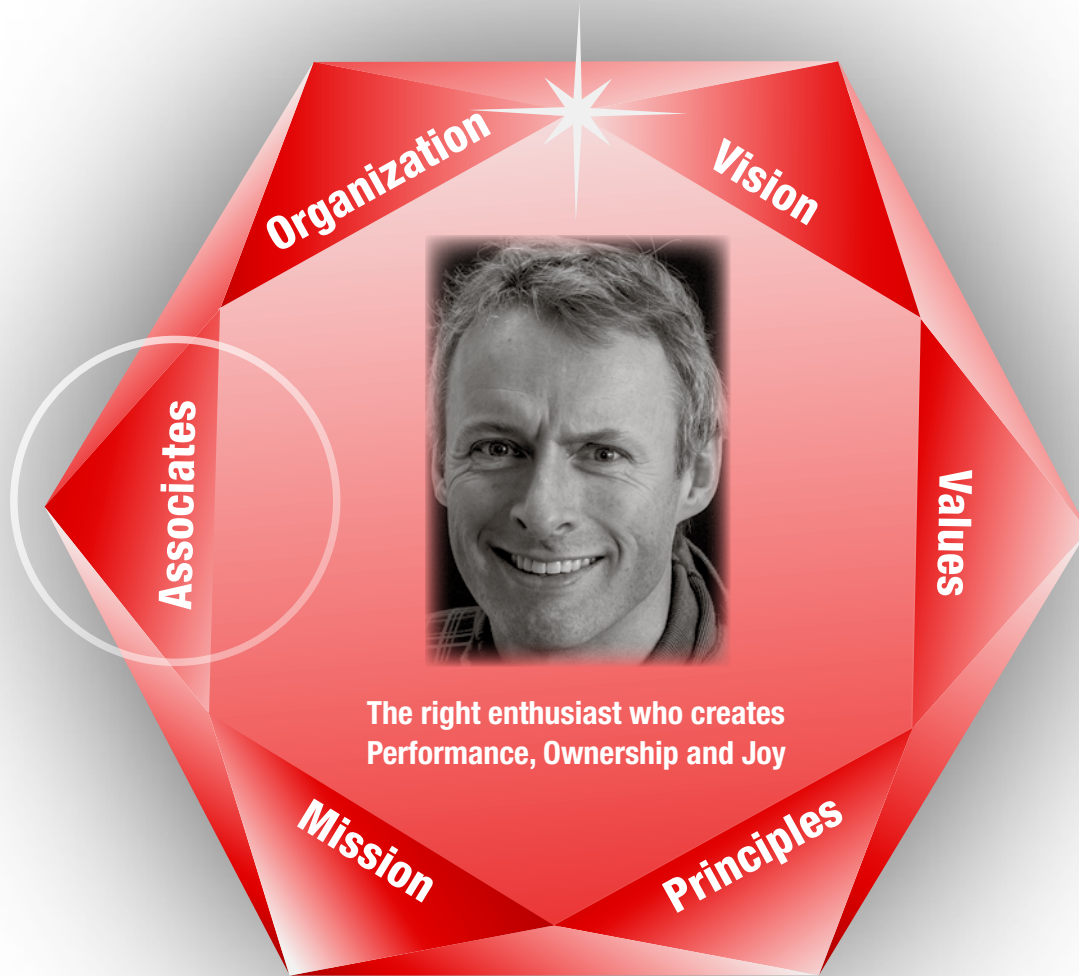 Organization
Vision
Associates
Values
The right enthusiast who creates
Performance, Ownership and Joy
Mission
Principles